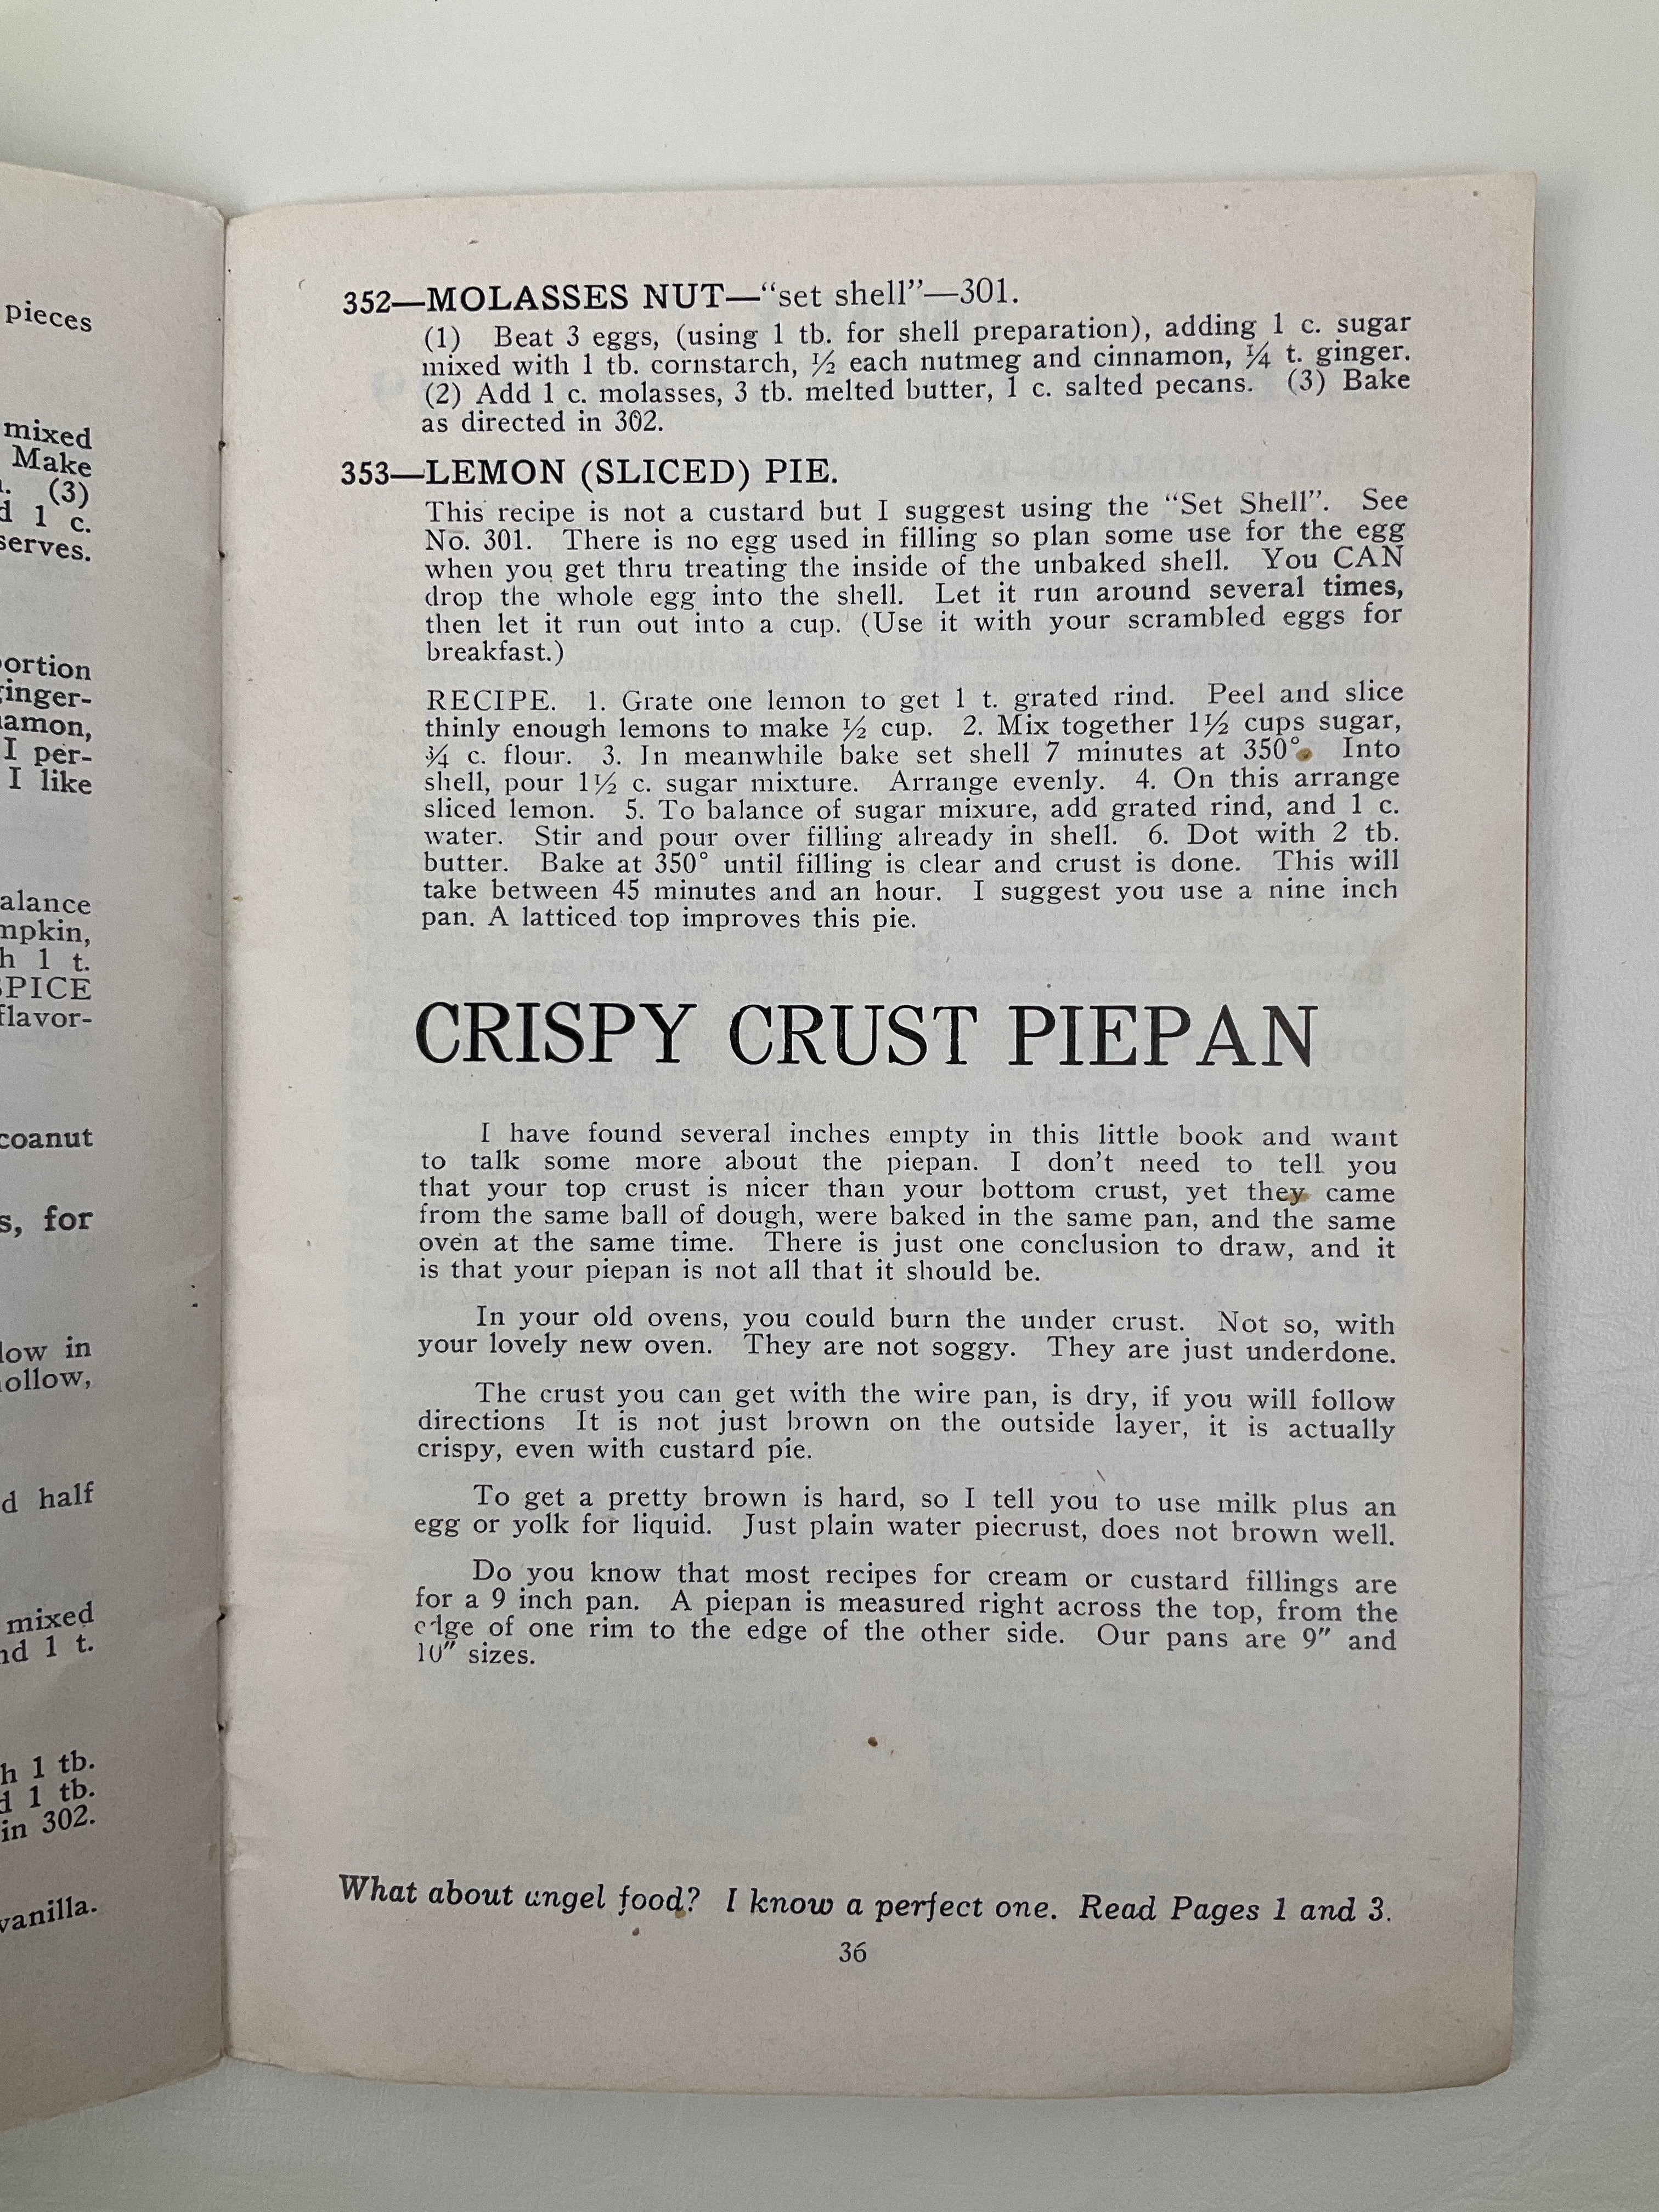 pieces
mixed
Make
(3)
1 c.
serves.
I per-
I like
h 1 t.
SPICE
flavor-
s, for
low in
d half
mixed
nd 1 t.
h 1 tb.
d 1 tb.
in 302.
vanilla.
352—MOLASSES NUT—“set shell”—301.
(1) Beat 3 eggs, (using 1 tb. for shell preparation), adding 1 c. sugar
mixed with 1 tb. cornstarch, ½ each nutmeg and cinnamon, ¼ t. ginger.
(2) Add 1 c. molasses, 3 tb. melted butter, 1 c. salted pecans. (3) Bake
as directed in 302.
353—LEMON (SLICED) PIE.
This recipe is not a custard but I suggest using the “Set Shell”. See
No. 301. There is no egg used in filling so plan some use for the egg
when you get thru treating the inside of the unbaked shell. You CAN
drop the whole egg into the shell. Let it run around several times,
then let it run out into a cup. (Use it with your scrambled eggs for
breakfast.)
RECIPE. 1. Grate one lemon to get 1 t. grated rind. Peel and slice
thinly enough lemons to make ½ cup. 2. Mix together 1½ cups sugar,
¾ c. flour. 3. In meanwhile bake set shell 7 minutes at 350°. Into
shell, pour 1½ c. sugar mixture. Arrange evenly. 4. On this arrange
sliced lemon. 5. To balance of sugar mixure, add grated rind, and 1 c.
water. Stir and pour over filling already in shell. 6. Dot with 2 tb.
butter. Bake at 350° until filling is clear and crust is done. This will
take between 45 minutes and an hour. I suggest you use a nine inch
pan. A latticed top improves this pie.
CRISPY CRUST PIEPAN
I have found several inches empty in this little book and want
to talk some more about the piepan. I don't need to tell you
that your top crust is nicer than your bottom crust, yet they came
from the same ball of dough, were baked in the same pan, and the same
oven at the same time. There is just one conclusion to draw, and it
is that your piepan is not all that it should be.
In your old ovens, you could burn the under crust. Not so, with
your lovely new oven. They are not soggy. They are just underdone.
The crust you can get with the wire pan, is dry, if you will follow
directions It is not just brown on the outside layer, it is actually
crispy, even with custard pie.
To get a pretty brown is hard, so I tell you to use milk plus an
egg or yolk for liquid. Just plain water piecrust, does not brown well.
Do you know that most recipes for cream or custard fillings are
for a 9 inch pan. A piepan is measured right across the top, from the
edge of one rim to the edge of the other side. Our pans are 9″ and
10″ sizes.
What about angel food? I know a perfect one. Read Pages 1 and 3.
36